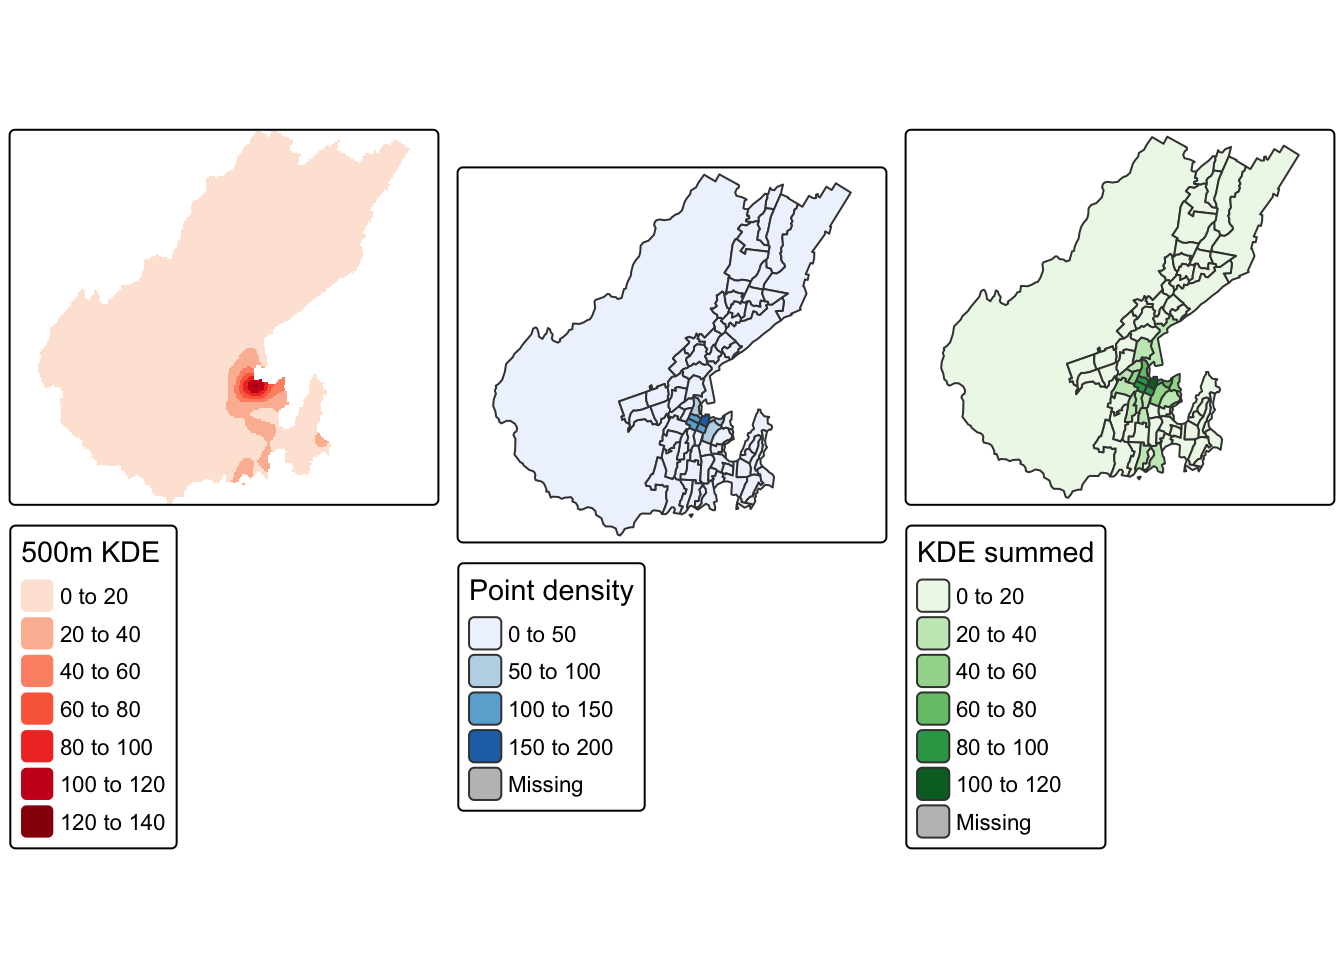 500m KDE
0 to 20
20 to 40
40 to 60
60 to 80
80 to 100
100 to 120
120 to 140
Point density
0 to 50
50 to 100
100 to 150
150 to 200
Missing
KDE summed
0 to 20
20 to 40
40 to 60
60 to 80
80 to 100
100 to 120
Missing